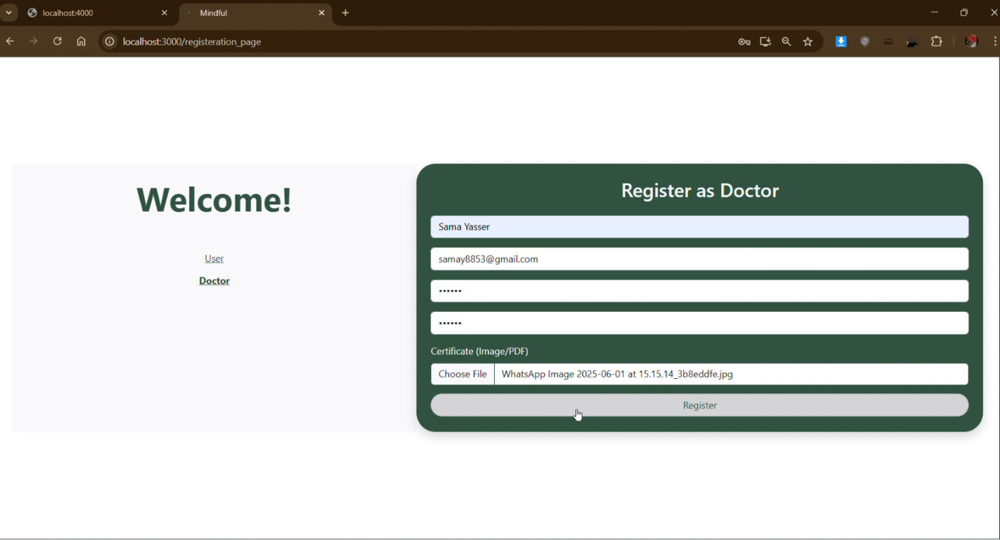 localhost:4000
Mindful
localhost:3000/registeration_page
Welcome!
User
Doctor
Register as Doctor
Sama Yasser
samay8853@gmail.com
••••••
••••••
Certificate (Image/PDF)
Choose File WhatsApp Image 2025-06-01 at 15.15.14_3b8eddfe.jpg
Register